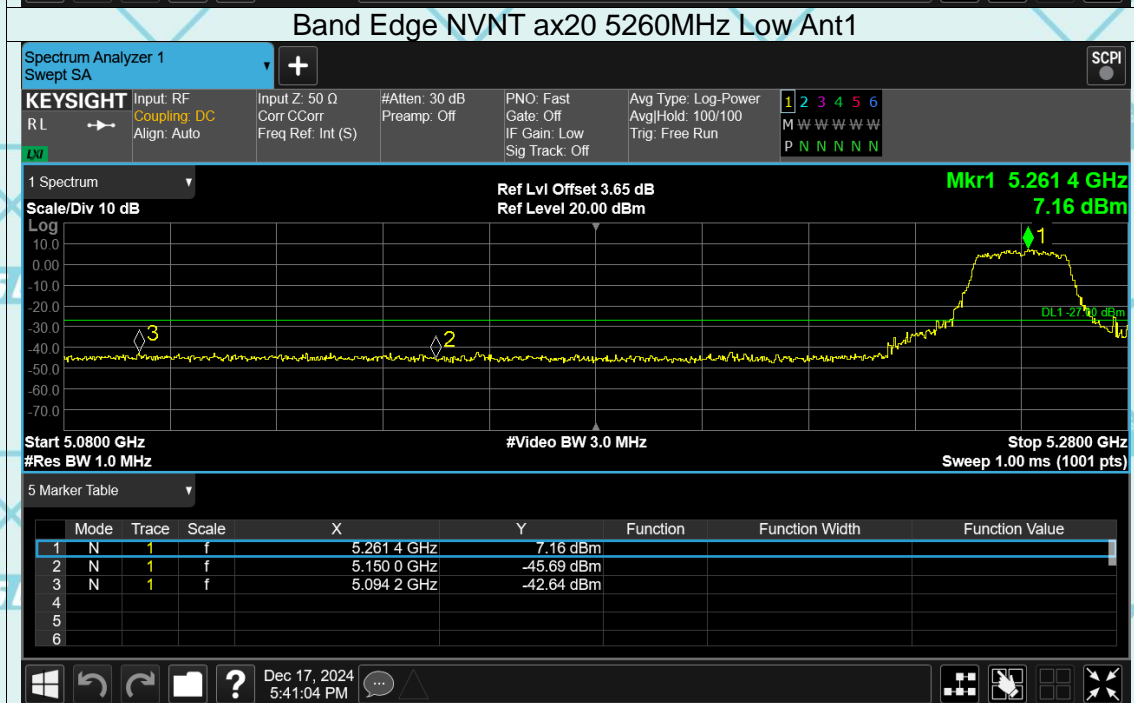 Band Edge NVNT ax20 5260MHz Low Ant1
Spectrum Analyzer 1
Swept SA
SCPI
KEYSIGHT
RL
LXI
Input: RF
Coupling: DC
Align: Auto
Input Z: 50 Ω
Corr CCorr
Freq Ref: Int (S)
#Atten: 30 dB
Preamp: Off
PNO: Fast
Gate: Off
IF Gain: Low
Sig Track: Off
Avg Type: Log-Power
Avg|Hold: 100/100
Trig: Free Run
1 2 3 4 5 6
M W W W W W
P N N N N N
1 Spectrum
Scale/Div 10 dB
Ref Lvl Offset 3.65 dB
Ref Level 20.00 dBm
Mkr1 5.261 4 GHz
7.16 dBm
Log
10.0
0.00
-10.0
-20.0
-30.0
-40.0
-50.0
-60.0
-70.0
1
2
3
DL1 -27.00 dBm
Start 5.0800 GHz
#Res BW 1.0 MHz
#Video BW 3.0 MHz
Stop 5.2800 GHz
Sweep 1.00 ms (1001 pts)
5 Marker Table
Mode Trace Scale X Y Function Function Width Function Value
1 N 1 f 5.261 4 GHz 7.16 dBm
2 N 1 f 5.150 0 GHz -45.69 dBm
3 N 1 f 5.094 2 GHz -42.64 dBm
4
5
6
?
Dec 17, 2024
5:41:04 PM